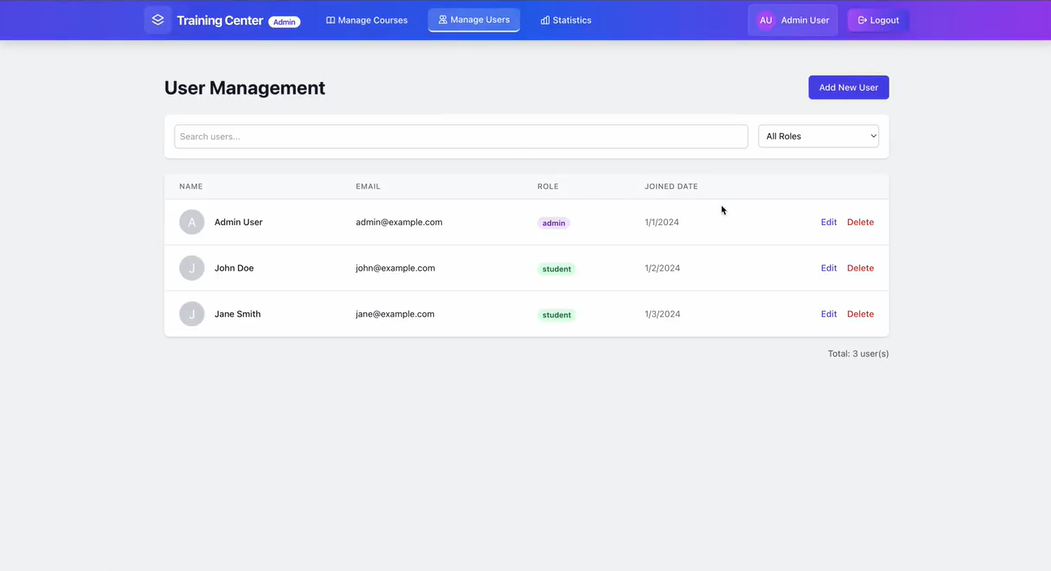 Training Center Admin Manage Courses Manage Users Statistics AU Admin User Logout
User Management Add New User
Search users... All Roles
NAME EMAIL ROLE JOINED DATE
A Admin User admin@example.com admin 1/1/2024 Edit Delete
J John Doe john@example.com student 1/2/2024 Edit Delete
J Jane Smith jane@example.com student 1/3/2024 Edit Delete
Total: 3 user(s)